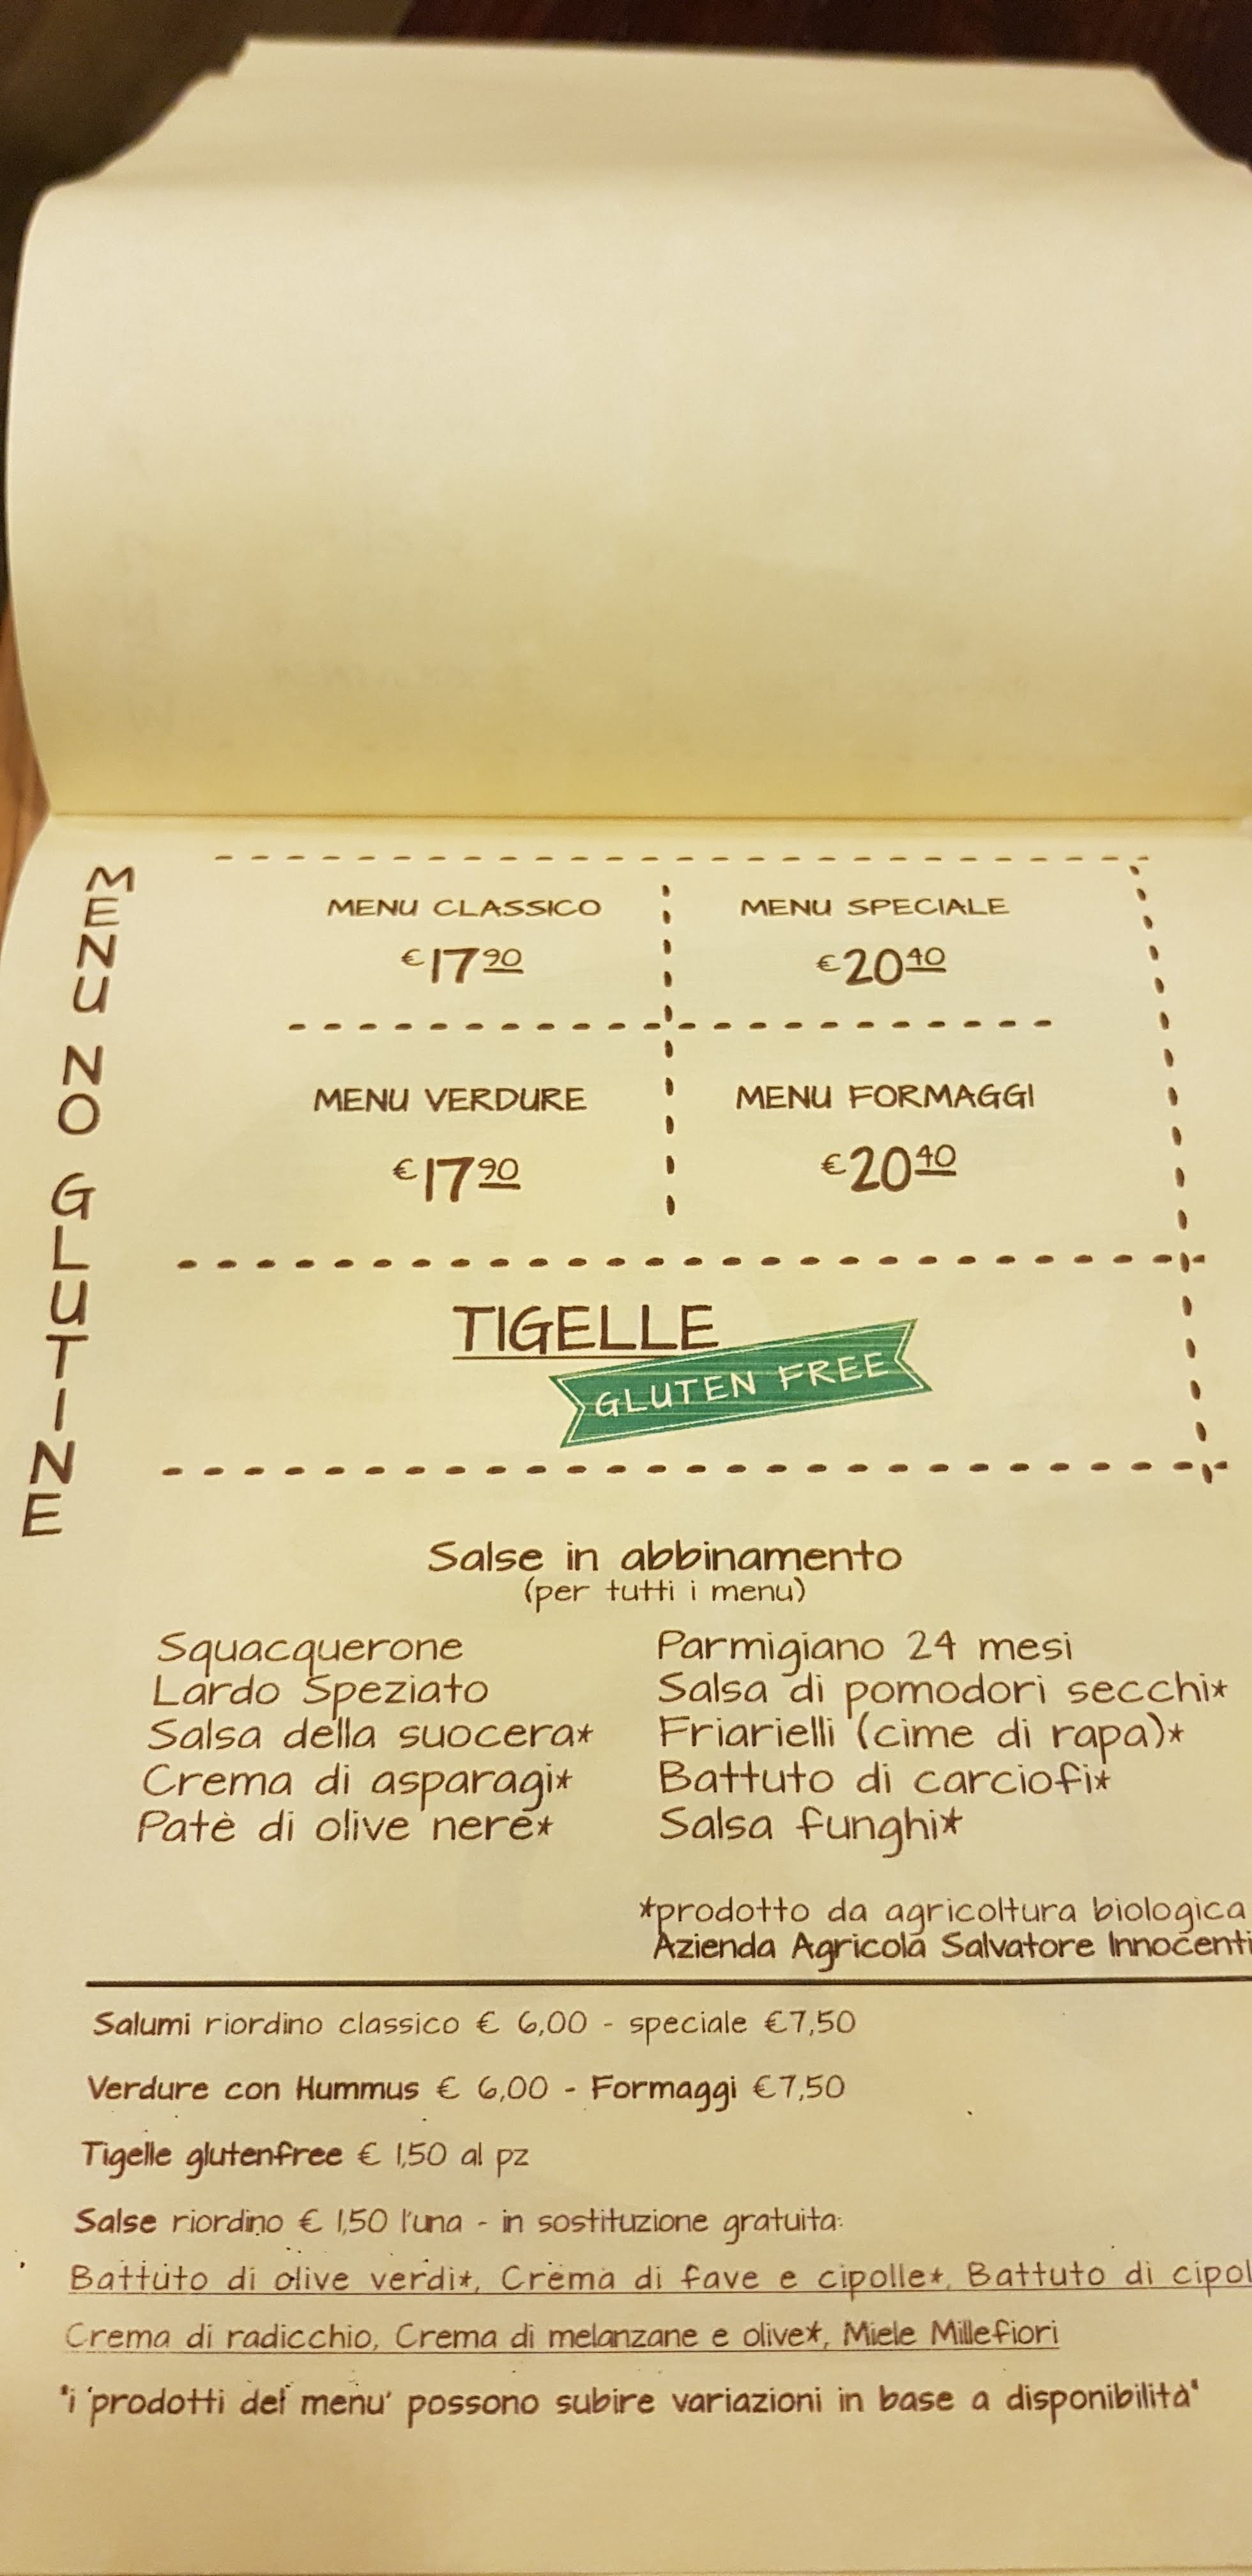 MENU NO GLUTINE
MENU CLASSICO
€17 90
MENU SPECIALE
€20 40
MENU VERDURE
€17 90
MENU FORMAGGI
€20 40
TIGELLE
GLUTEN FREE
Salse in abbinamento
(per tutti i menu)
Squacquerone
Lardo Speziato
Salsa della suocera*
Crema di asparagi*
Patè di olive nere*
Parmigiano 24 mesi
Salsa di pomodori secchi*
Friarielli (cime di rapa)*
Battuto di carciofi*
Salsa funghi*
*prodotto da agricoltura biologica
Azienda Agricola Salvatore Innocenti
Salumi riordino classico € 6,00 - speciale €7,50
Verdure con Hummus € 6,00 - Formaggi €7,50
Tigelle glutenfree € 1,50 al pz
Salse riordino € 1,50 l'una - in sostituzione gratuita:
Battuto di olive verdi*, Crema di fave e cipolle*, Battuto di cipol
Crema di radicchio, Crema di melanzane e olive*, Miele Millefiori
"i prodotti del menu' possono subire variazioni in base a disponibilità"